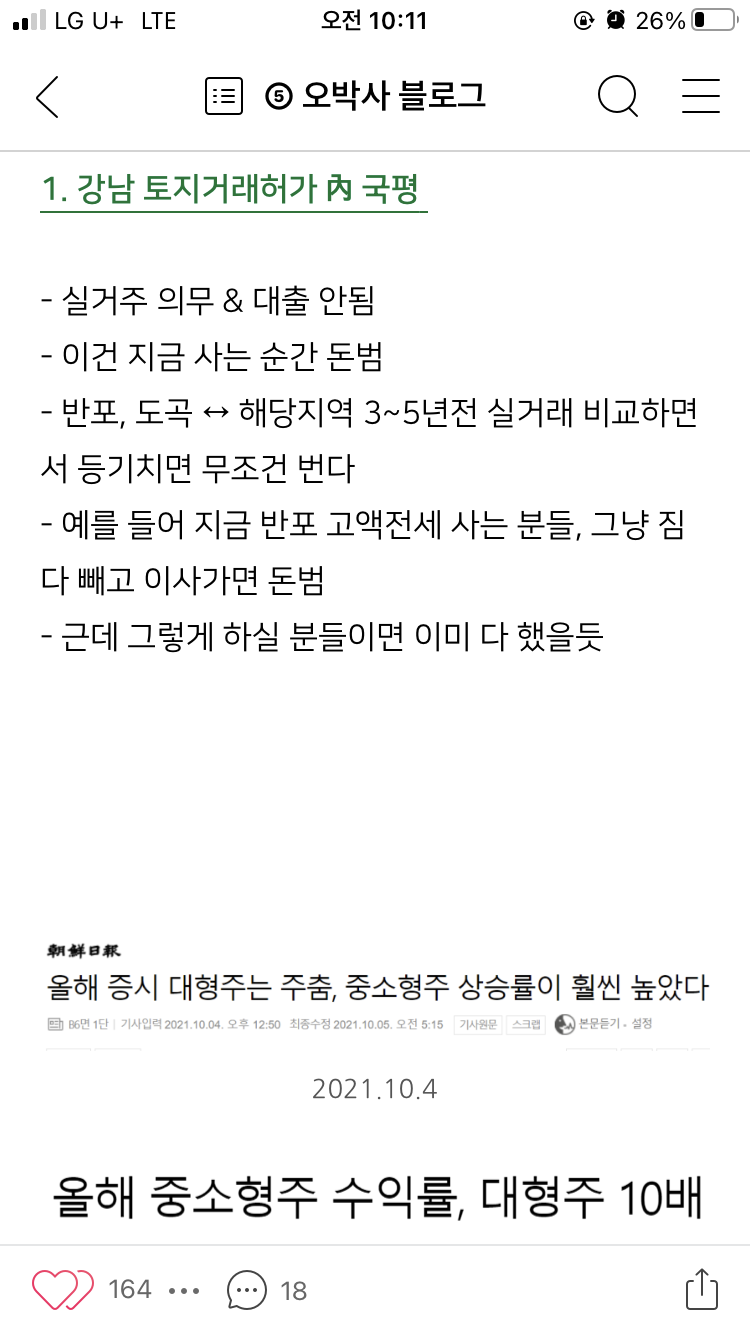 LG U+ LTE 오전 10:11 26%
⑤ 오박사 블로그
1. 강남 토지거래허가 內 국평
- 실거주 의무 & 대출 안됨
- 이건 지금 사는 순간 돈범
- 반포, 도곡 ↔ 해당지역 3~5년전 실거래 비교하면
서 등기치면 무조건 번다
- 예를 들어 지금 반포 고액전세 사는 분들, 그냥 짐
다 빼고 이사가면 돈범
- 근데 그렇게 하실 분들이면 이미 다 했을듯
朝鮮日報
올해 증시 대형주는 주춤, 중소형주 상승률이 훨씬 높았다
B6면 1단 | 기사입력 2021.10.04. 오후 12:50 최종수정 2021.10.05. 오전 5:15 기사원문 스크랩 본문듣기 · 설정
2021.10.4
올해 중소형주 수익률, 대형주 10배
164 18